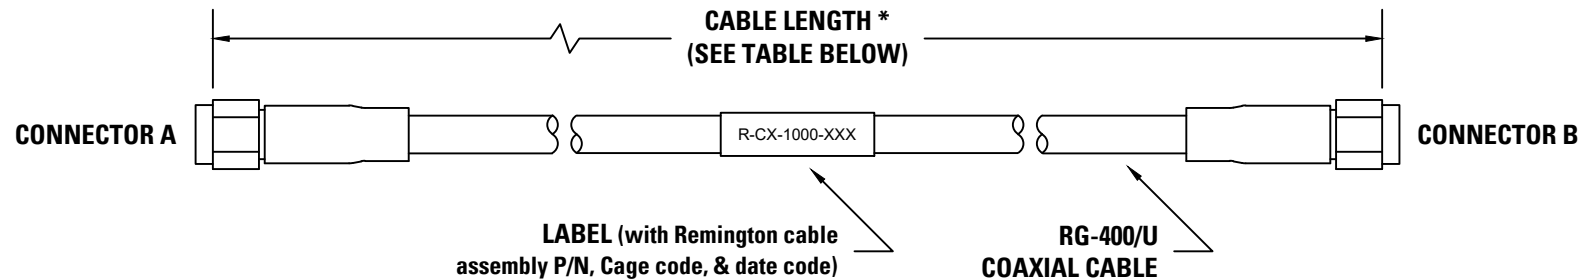 CABLE LENGTH *
(SEE TABLE BELOW)
CONNECTOR A
R-CX-1000-XXX
CONNECTOR B
LABEL (with Remington cable
assembly P/N, Cage code, & date code)
RG-400/U
COAXIAL CABLE